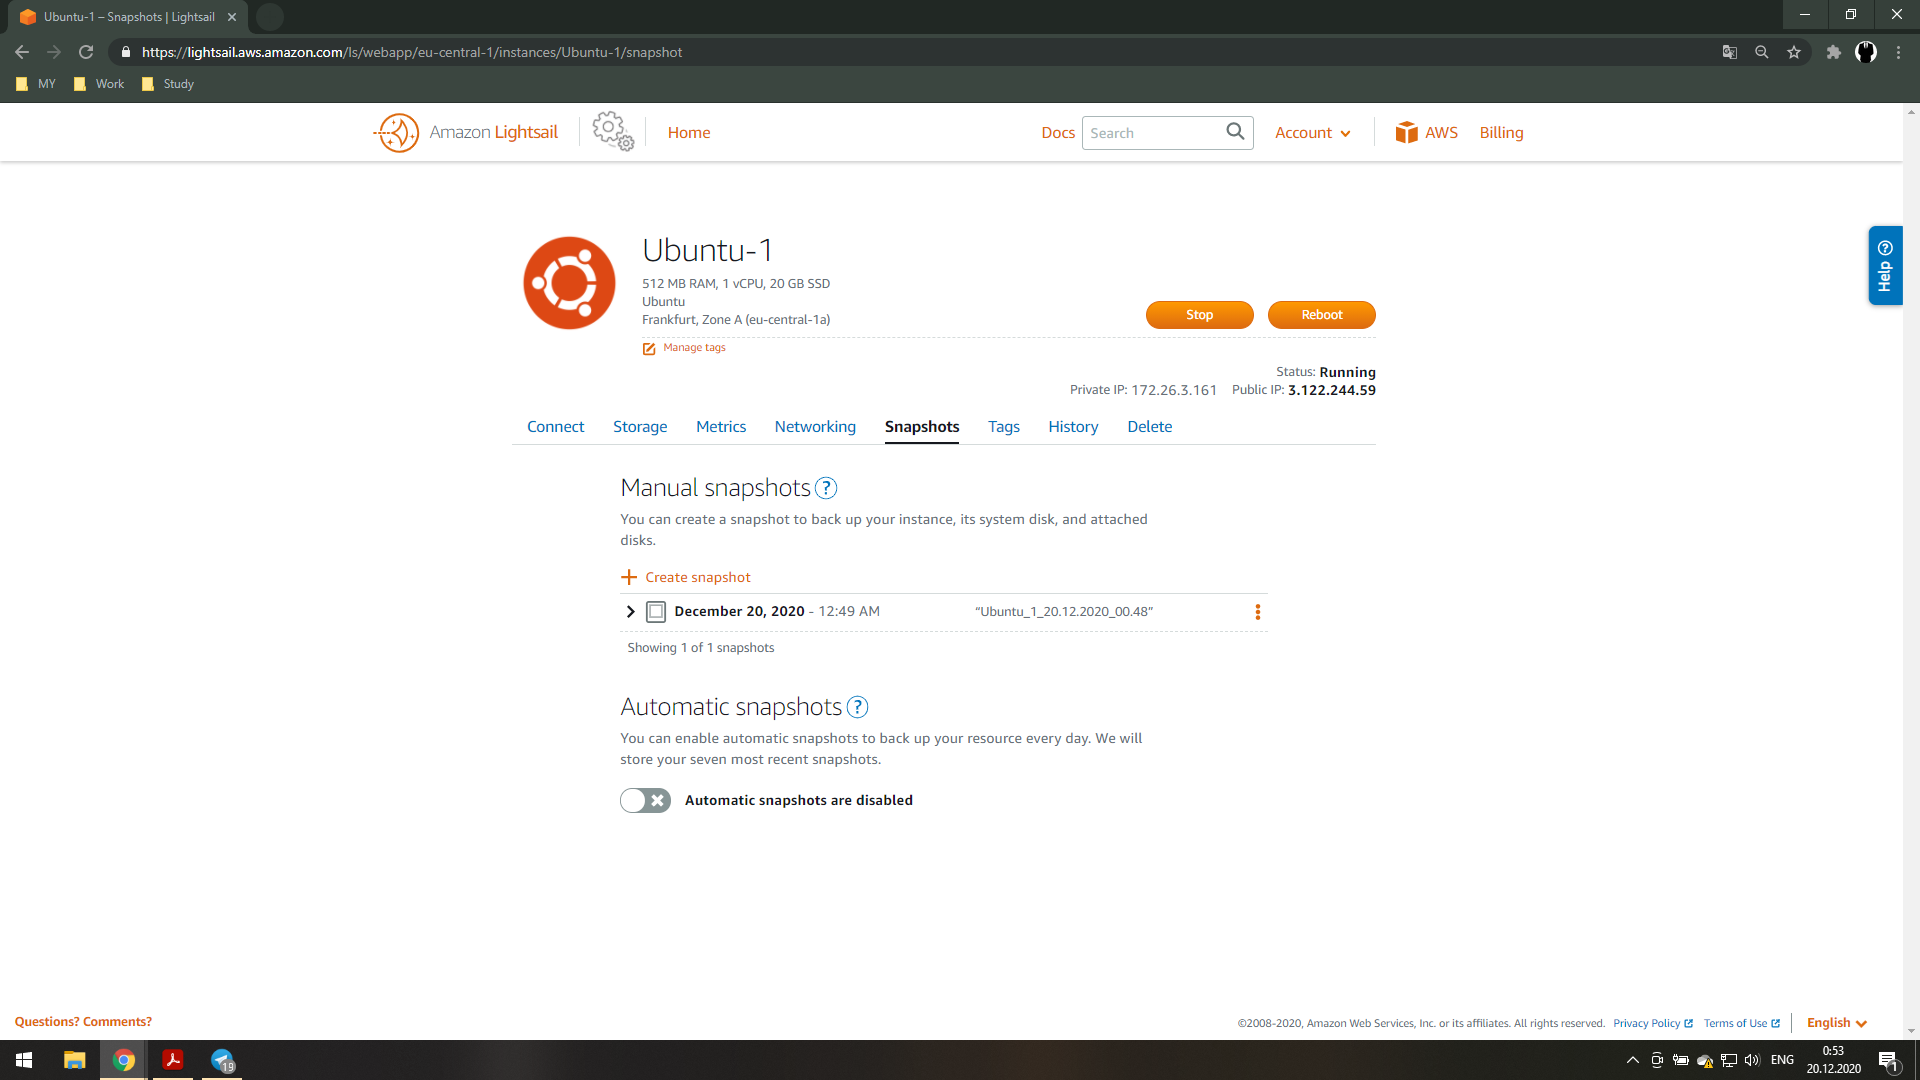 Ubuntu-1 – Snapshots | Lightsail
https://lightsail.aws.amazon.com/ls/webapp/eu-central-1/instances/Ubuntu-1/snapshot
MY Work Study
Amazon Lightsail Home Docs Search Account AWS Billing
Help
Ubuntu-1
512 MB RAM, 1 vCPU, 20 GB SSD
Ubuntu
Frankfurt, Zone A (eu-central-1a)
Stop Reboot
Manage tags
Status: Running
Private IP: 172.26.3.161 Public IP: 3.122.244.59
Connect Storage Metrics Networking Snapshots Tags History Delete
Manual snapshots ?
You can create a snapshot to back up your instance, its system disk, and attached
disks.
+ Create snapshot
December 20, 2020 - 12:49 AM “Ubuntu_1_20.12.2020_00.48”
Showing 1 of 1 snapshots
Automatic snapshots ?
You can enable automatic snapshots to back up your resource every day. We will
store your seven most recent snapshots.
Automatic snapshots are disabled
Questions? Comments?
©2008-2020, Amazon Web Services, Inc. or its affiliates. All rights reserved. Privacy Policy Terms of Use English
19
ENG
0:53
20.12.2020
1